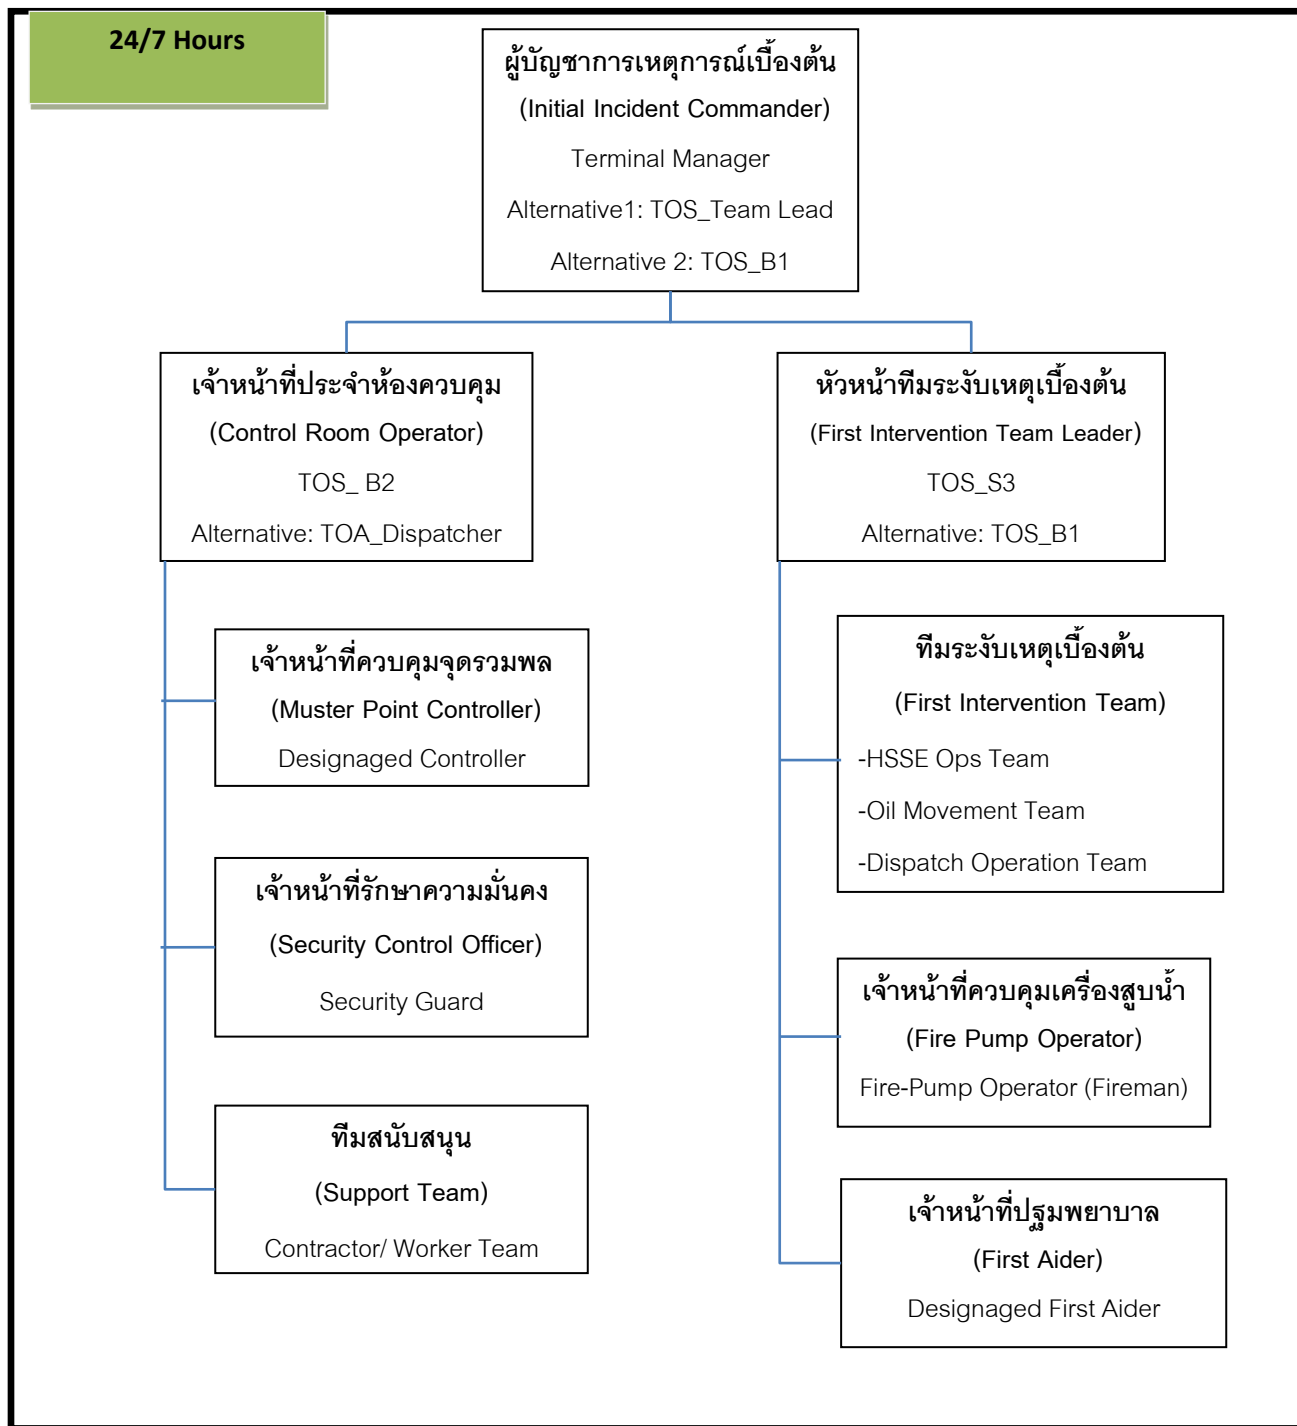 24/7 Hours
ผู้บัญชาการเหตุการณ์เบื้องต้น
(Initial Incident Commander)
Terminal Manager
Alternative1: TOS_Team Lead
Alternative 2: TOS_B1
เจ้าหน้าที่ประจำห้องควบคุม
(Control Room Operator)
TOS_ B2
Alternative: TOA_Dispatcher
หัวหน้าทีมระงับเหตุเบื้องต้น
(First Intervention Team Leader)
TOS_S3
Alternative: TOS_B1
เจ้าหน้าที่ควบคุมจุดรวมพล
(Muster Point Controller)
Designaged Controller
เจ้าหน้าที่รักษาความมั่นคง
(Security Control Officer)
Security Guard
ทีมสนับสนุน
(Support Team)
Contractor/ Worker Team
ทีมระงับเหตุเบื้องต้น
(First Intervention Team)
-HSSE Ops Team
-Oil Movement Team
-Dispatch Operation Team
เจ้าหน้าที่ควบคุมเครื่องสูบน้ำ
(Fire Pump Operator)
Fire-Pump Operator (Fireman)
เจ้าหน้าที่ปฐมพยาบาล
(First Aider)
Designaged First Aider